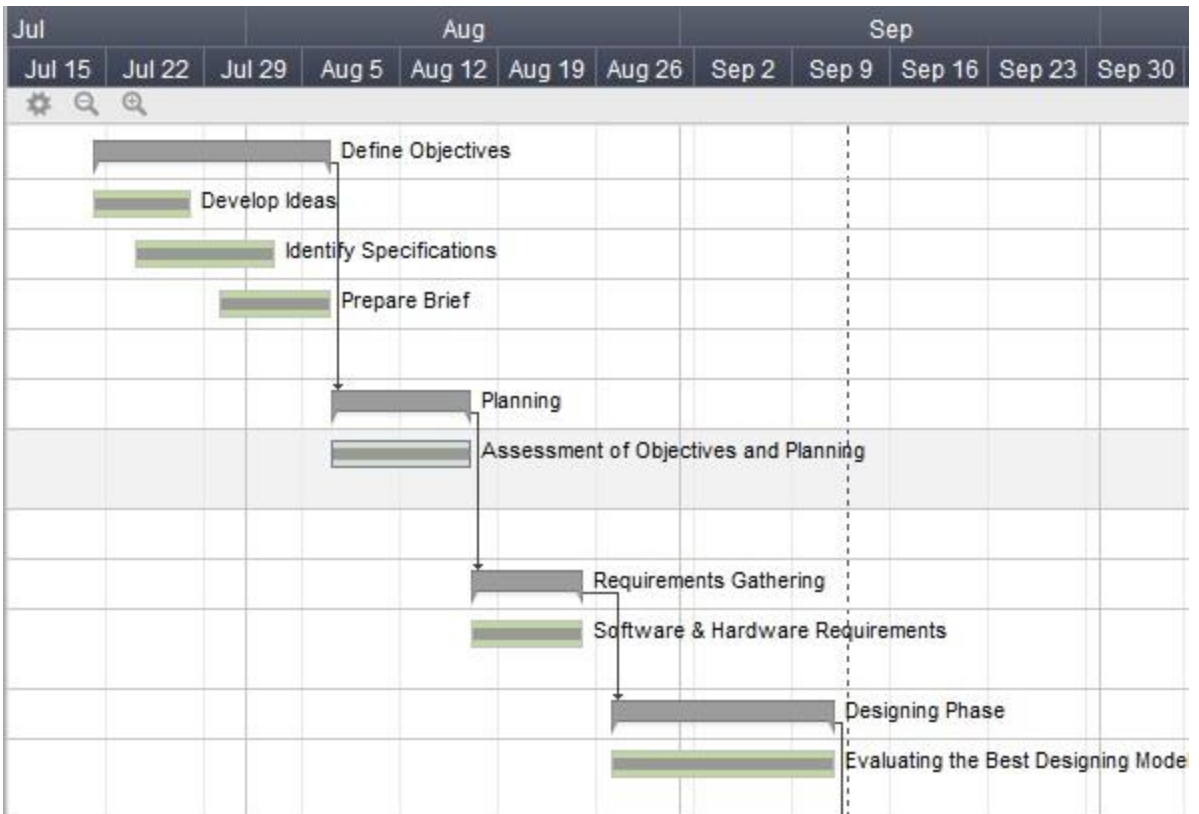 Jul Aug Sep
Jul 15 Jul 22 Jul 29 Aug 5 Aug 12 Aug 19 Aug 26 Sep 2 Sep 9 Sep 16 Sep 23 Sep 30
Define Objectives
Develop Ideas
Identify Specifications
Prepare Brief
Planning
Assessment of Objectives and Planning
Requirements Gathering
Software & Hardware Requirements
Designing Phase
Evaluating the Best Designing Model